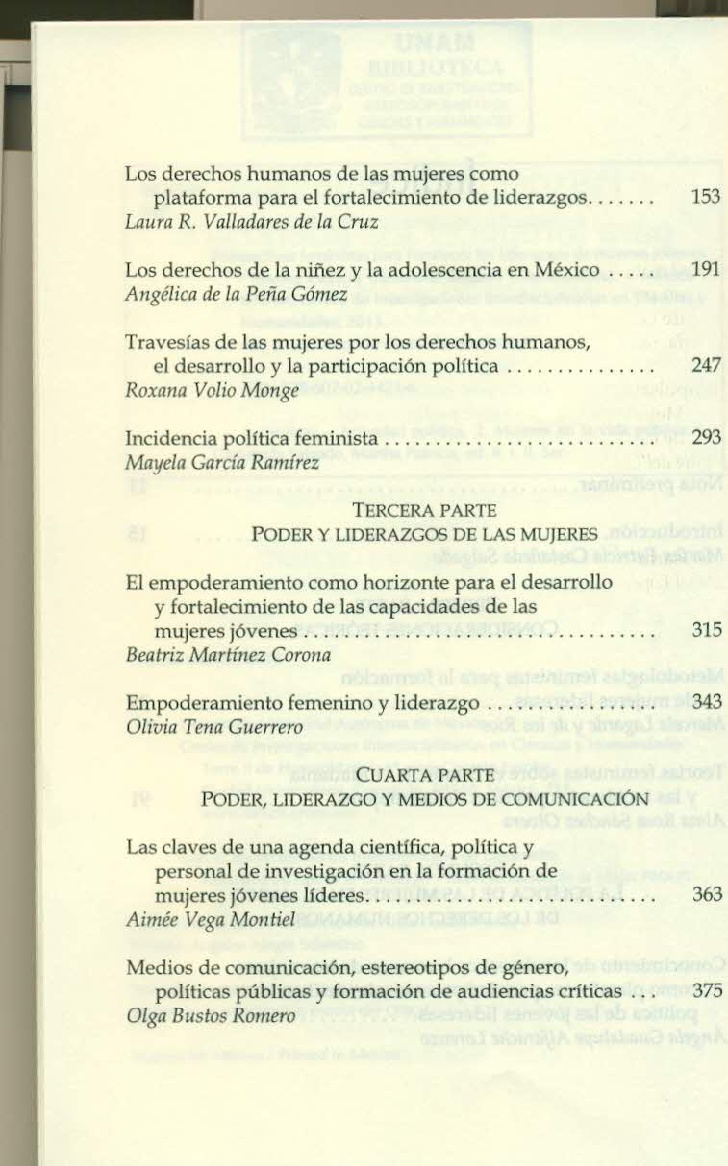 Los derechos humanos de las mujeres como
plataforma para el fortalecimiento de liderazgos....... 153
Laura R. Valladares de la Cruz
Los derechos de la niñez y la adolescencia en México ..... 191
Angélica de la Peña Gómez
Travesías de las mujeres por los derechos humanos,
el desarrollo y la participación política ............... 247
Roxana Volio Monge
Incidencia política feminista ........................... 293
Mayela García Ramírez
TERCERA PARTE
PODER Y LIDERAZGOS DE LAS MUJERES
El empoderamiento como horizonte para el desarrollo
y fortalecimiento de las capacidades de las
mujeres jóvenes ................................... 315
Beatriz Martínez Corona
Empoderamiento femenino y liderazgo ................. 343
Olivia Tena Guerrero
CUARTA PARTE
PODER, LIDERAZGO Y MEDIOS DE COMUNICACIÓN
Las claves de una agenda científica, política y
personal de investigación en la formación de
mujeres jóvenes líderes............................. 363
Aimée Vega Montiel
Medios de comunicación, estereotipos de género,
políticas públicas y formación de audiencias críticas ... 375
Olga Bustos Romero